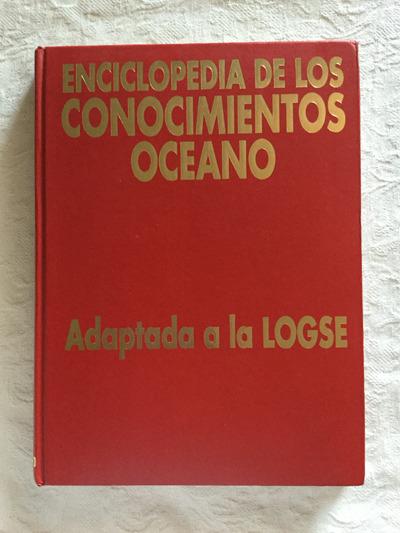 ENCICLOPEDIA DE LOS
CONOCIMIENTOS
OCEANO
Adaptada a la LOGSE